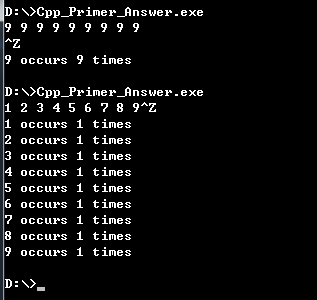 D:\>Cpp_Primer_Answer.exe
9 9 9 9 9 9 9 9 9
^Z
9 occurs 9 times
D:\>Cpp_Primer_Answer.exe
1 2 3 4 5 6 7 8 9^Z
1 occurs 1 times
2 occurs 1 times
3 occurs 1 times
4 occurs 1 times
5 occurs 1 times
6 occurs 1 times
7 occurs 1 times
8 occurs 1 times
9 occurs 1 times
D:\>_